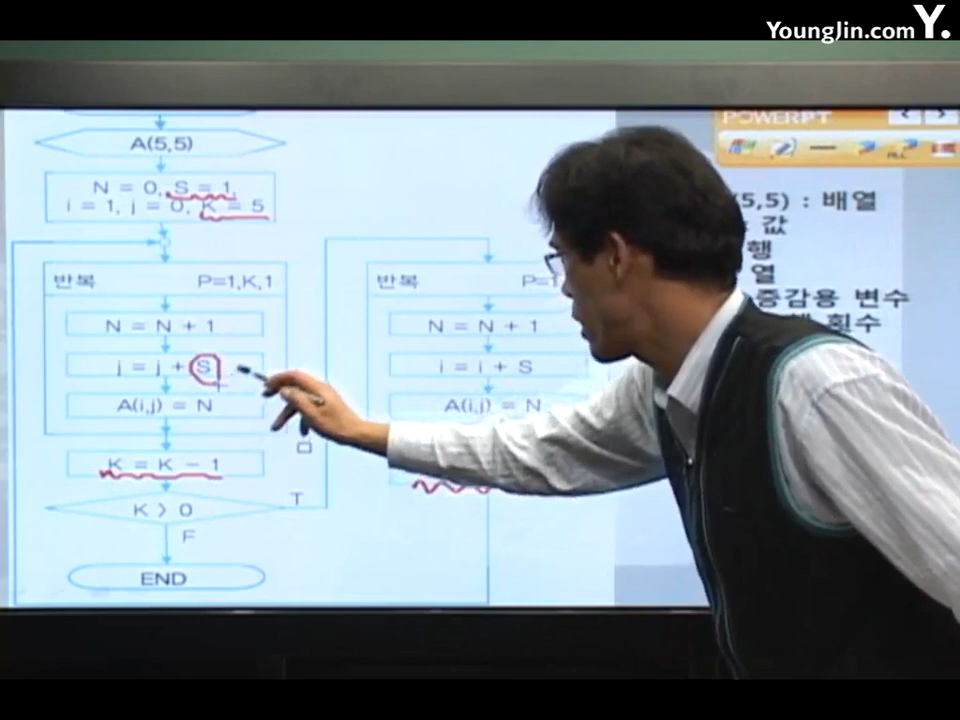 YoungJin.com Y.
POWERPT
A(5,5)
N = 0, S = 1,
i = 1, j = 0, K = 5
반복 P=1,K,1
N = N + 1
j = j + S
A(i,j) = N
K = K - 1
K > 0
T
F
END
반복 P=1
N = N + 1
i = i + S
A(i,j) = N
(5,5) : 배열
값
행
열
증감용 변수
횟수